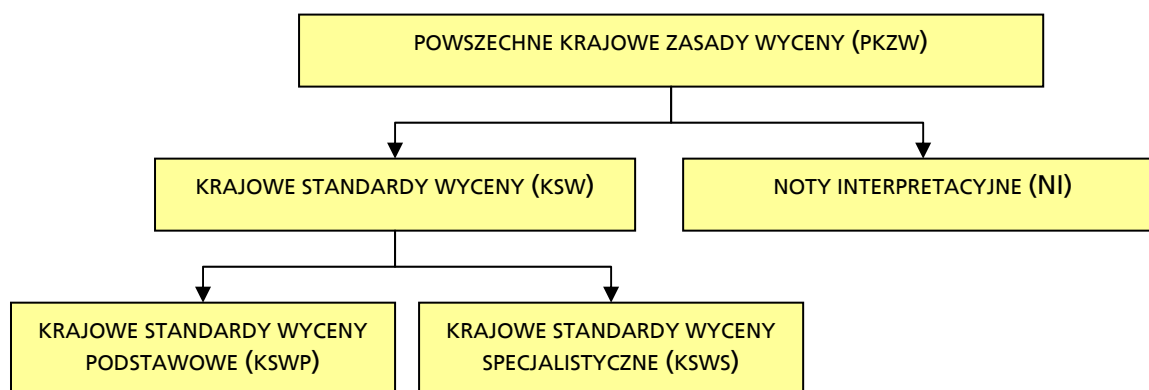 POWSZECHNE KRAJOWE ZASADY WYCENY (PKZW)
KRAJOWE STANDARDY WYCENY (KSW)
NOTY INTERPRETACYJNE (NI)
KRAJOWE STANDARDY WYCENY
PODSTAWOWE (KSWP)
KRAJOWE STANDARDY WYCENY
SPECJALISTYCZNE (KSWS)